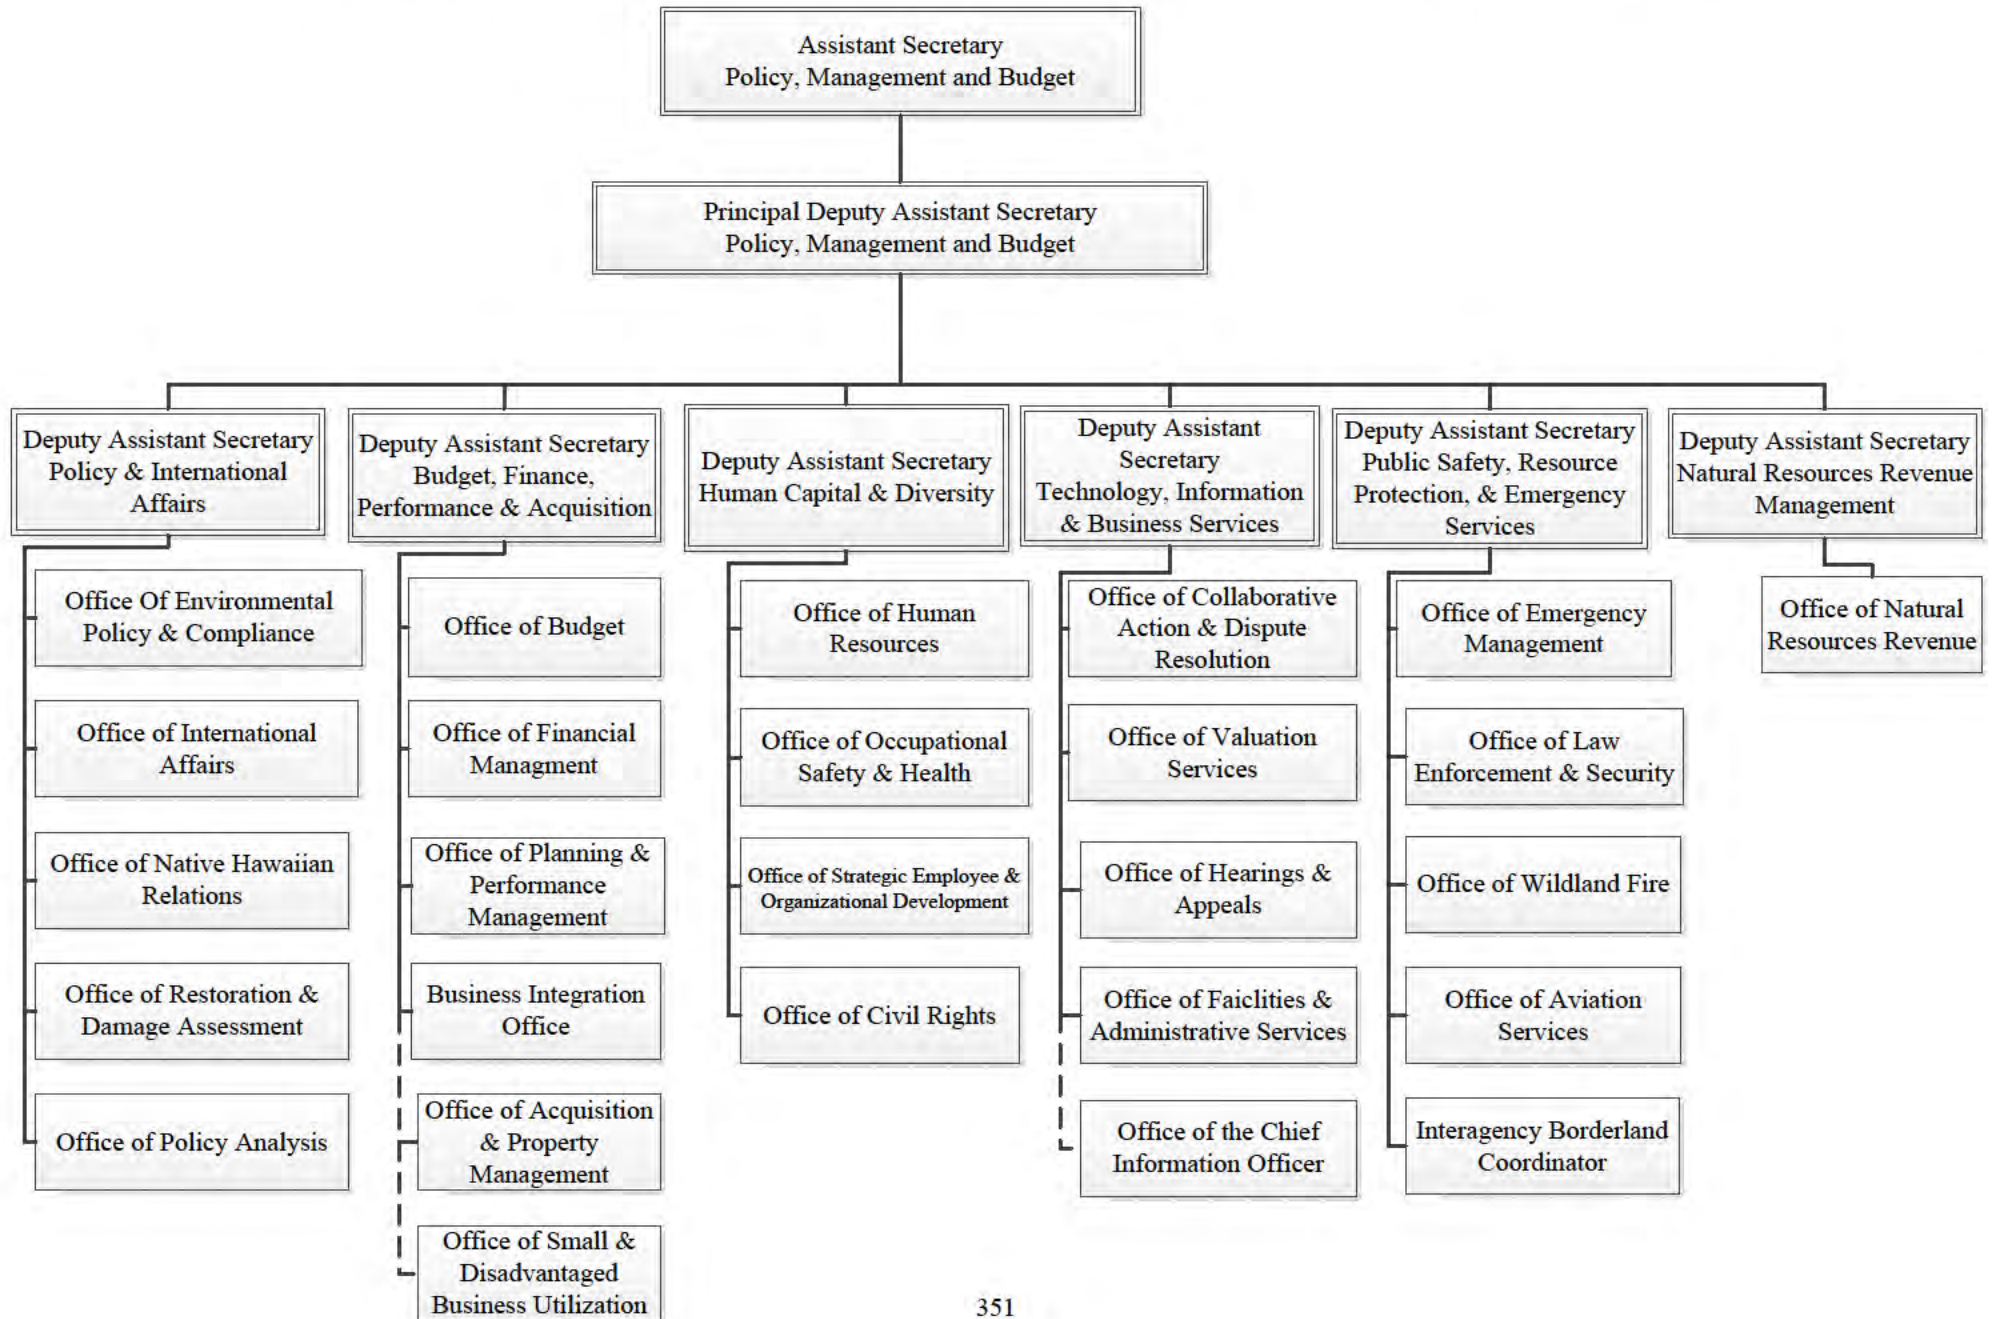 Assistant Secretary
Policy, Management and Budget
Principal Deputy Assistant Secretary
Policy, Management and Budget
Deputy Assistant Secretary
Policy & International
Affairs
Office Of Environmental
Policy & Compliance
Office of International
Affairs
Office of Native Hawaiian
Relations
Office of Restoration &
Damage Assessment
Office of Policy Analysis
Deputy Assistant Secretary
Budget, Finance,
Performance & Acquisition
Office of Budget
Office of Financial
Managment
Office of Planning &
Performance
Management
Business Integration
Office
Office of Acquisition
& Property
Management
Office of Small &
Disadvantaged
Business Utilization
Deputy Assistant Secretary
Human Capital & Diversity
Office of Human
Resources
Office of Occupational
Safety & Health
Office of Strategic Employee &
Organizational Development
Office of Civil Rights
Deputy Assistant
Secretary
Technology, Information
& Business Services
Office of Collaborative
Action & Dispute
Resolution
Office of Valuation
Services
Office of Hearings &
Appeals
Office of Faiclities &
Administrative Services
Office of the Chief
Information Officer
Deputy Assistant Secretary
Public Safety, Resource
Protection, & Emergency
Services
Office of Emergency
Management
Office of Law
Enforcement & Security
Office of Wildland Fire
Office of Aviation
Services
Interagency Borderland
Coordinator
Deputy Assistant Secretary
Natural Resources Revenue
Management
Office of Natural
Resources Revenue
351